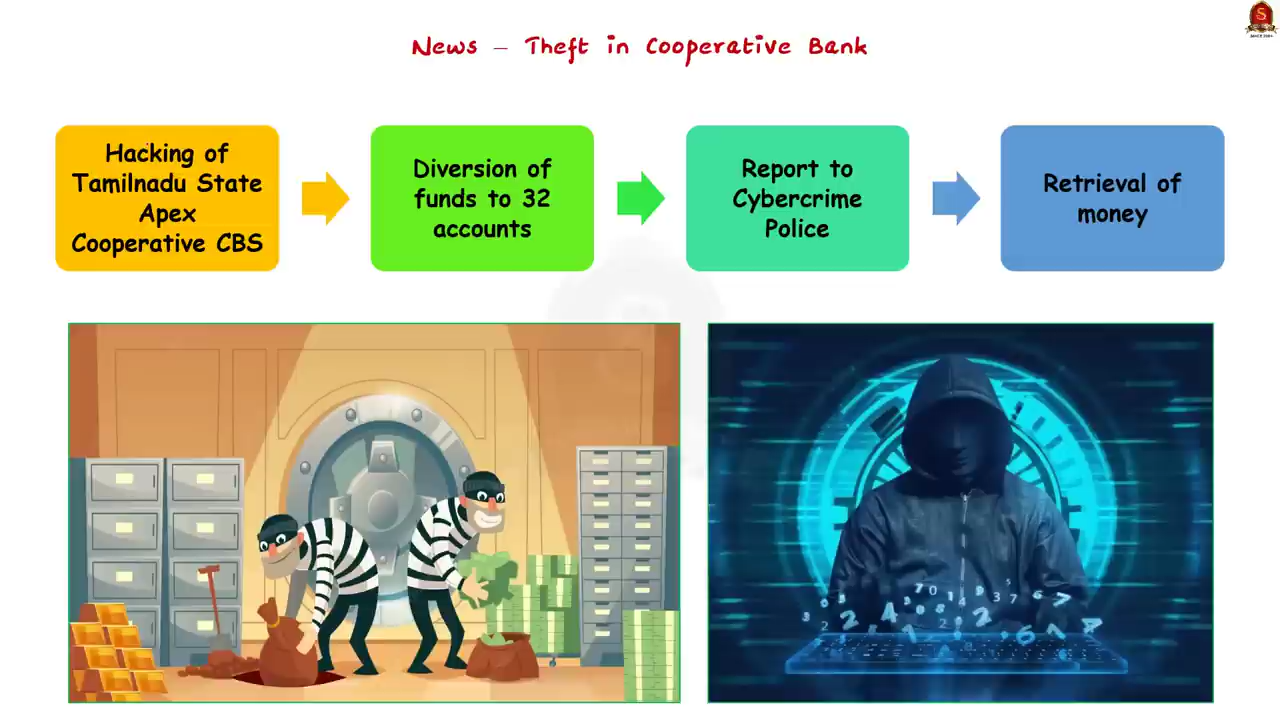 News – Theft in Cooperative Bank
Hacking of
Tamilnadu State
Apex
Cooperative CBS
Diversion of
funds to 32
accounts
Report to
Cybercrime
Police
Retrieval of
money